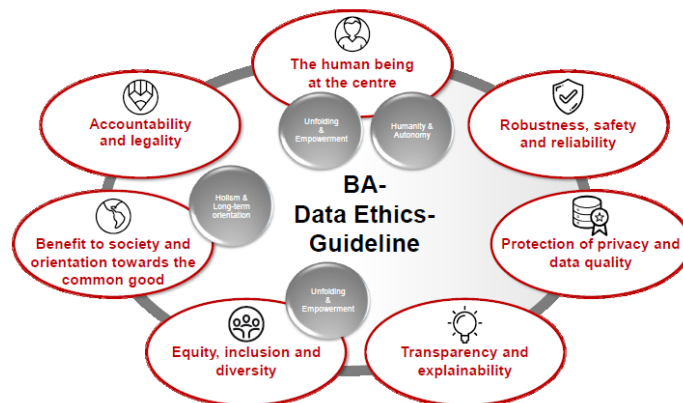 The human being
at the centre
Unfolding
&
Empowerment
Humanity &
Autonomy
Accountability
and legality
Robustness, safety
and reliability
Holism &
Long-term
orientation
BA-
Data Ethics-
Guideline
Benefit to society and
orientation towards the
common good
Protection of privacy and
data quality
Unfolding
&
Empowerment
Equity, inclusion and
diversity
Transparency and
explainability